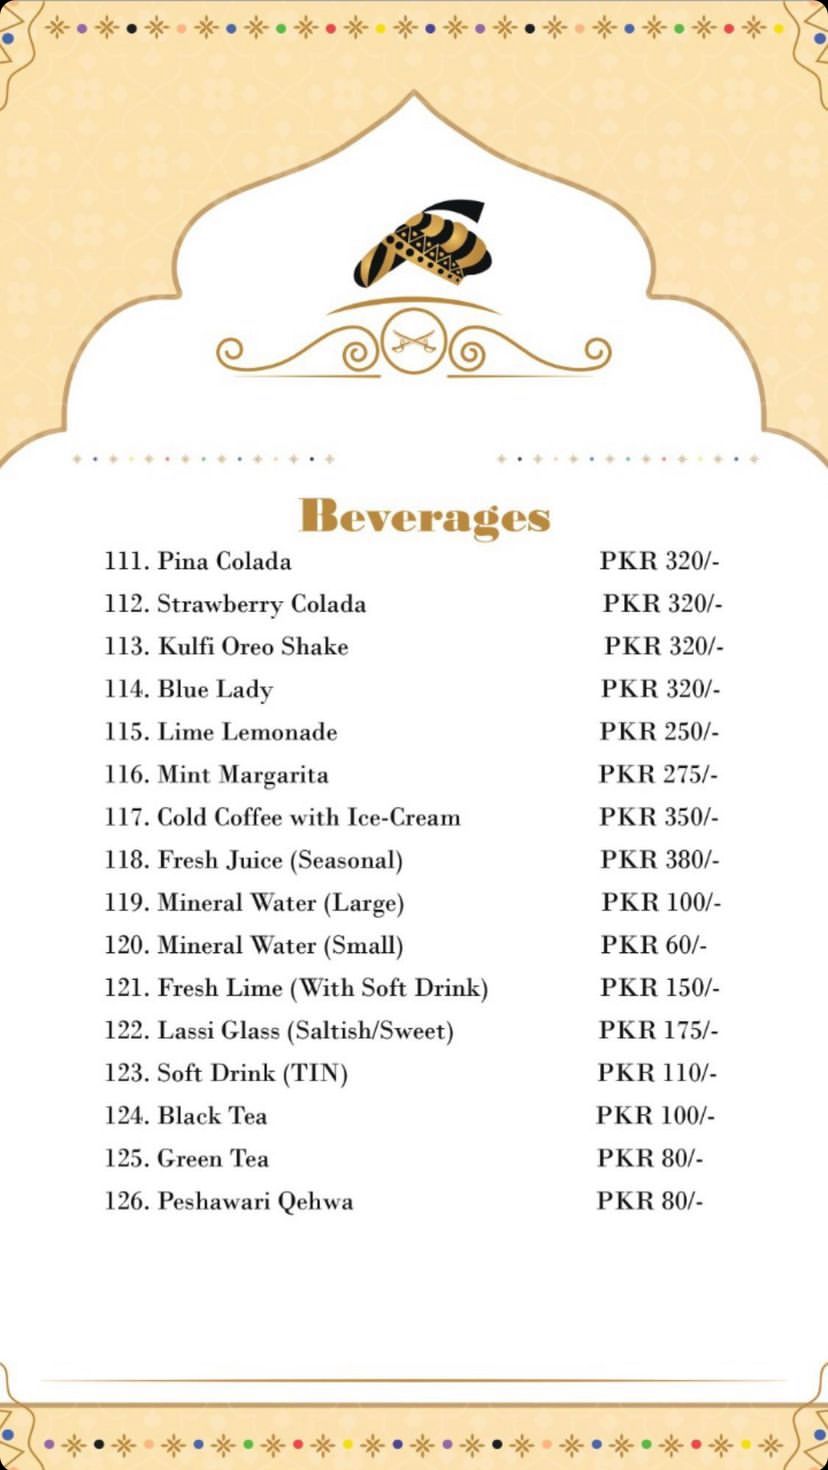 Beverages
111. Pina Colada PKR 320/-
112. Strawberry Colada PKR 320/-
113. Kulfi Oreo Shake PKR 320/-
114. Blue Lady PKR 320/-
115. Lime Lemonade PKR 250/-
116. Mint Margarita PKR 275/-
117. Cold Coffee with Ice-Cream PKR 350/-
118. Fresh Juice (Seasonal) PKR 380/-
119. Mineral Water (Large) PKR 100/-
120. Mineral Water (Small) PKR 60/-
121. Fresh Lime (With Soft Drink) PKR 150/-
122. Lassi Glass (Saltish/Sweet) PKR 175/-
123. Soft Drink (TIN) PKR 110/-
124. Black Tea PKR 100/-
125. Green Tea PKR 80/-
126. Peshawari Qehwa PKR 80/-